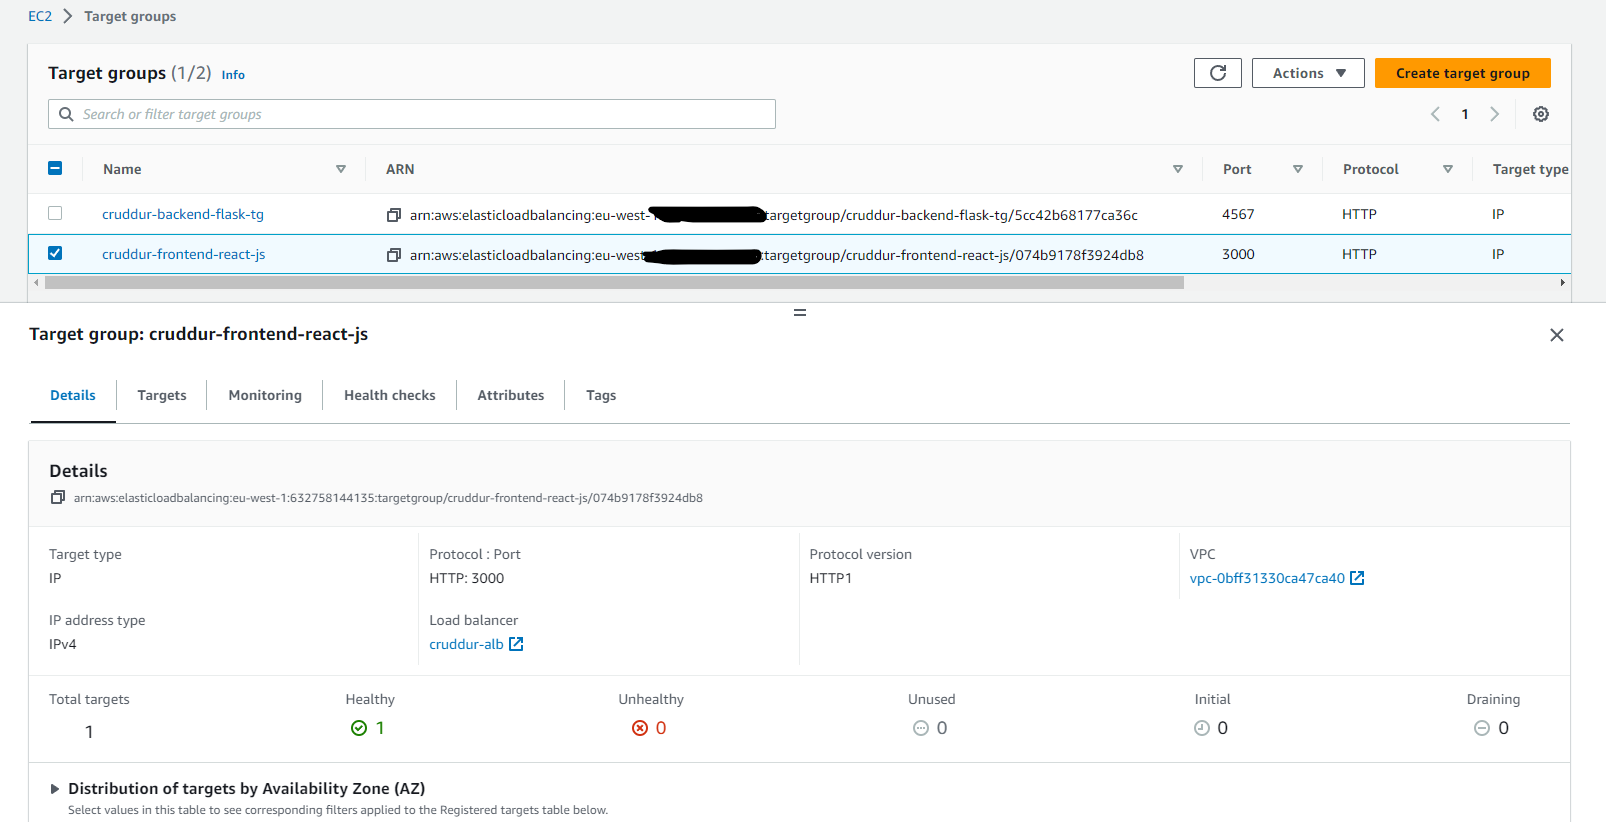 EC2 > Target groups
Target groups (1/2) Info
Actions
Create target group
Search or filter target groups
1
Name ARN Port Protocol Target type
cruddur-backend-flask-tg arn:aws:elasticloadbalancing:eu-west- targetgroup/cruddur-backend-flask-tg/5cc42b68177ca36c 4567 HTTP IP
cruddur-frontend-react-js arn:aws:elasticloadbalancing:eu-west :targetgroup/cruddur-frontend-react-js/074b9178f3924db8 3000 HTTP IP
Target group: cruddur-frontend-react-js
Details Targets Monitoring Health checks Attributes Tags
Details
arn:aws:elasticloadbalancing:eu-west-1:632758144135:targetgroup/cruddur-frontend-react-js/074b9178f3924db8
Target type Protocol : Port Protocol version VPC
IP HTTP: 3000 HTTP1 vpc-0bff31330ca47ca40
IP address type Load balancer
IPv4 cruddur-alb
Total targets Healthy Unhealthy Unused Initial Draining
1 1 0 0 0 0
Distribution of targets by Availability Zone (AZ)
Select values in this table to see corresponding filters applied to the Registered targets table below.